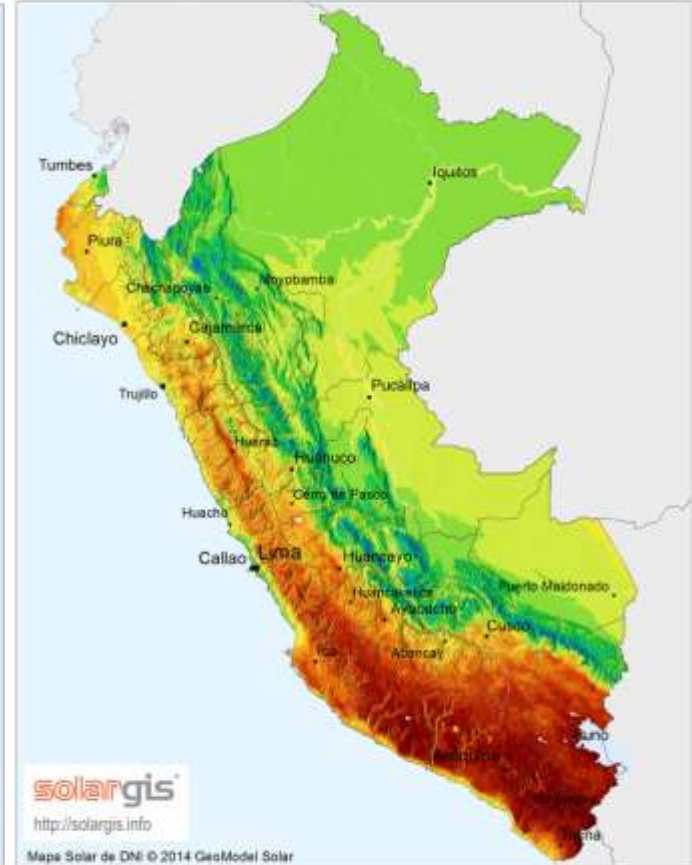 Tumbes
Iquitos
Piura
Moyobamba
Chachapoyas
Chiclayo
Cajamarca
Pucallpa
Trujillo
Huaraz
Huánuco
Cerro de Pasco
Huacho
Callao Lima
Huancayo
Puerto Maldonado
Huancavelica
Ayacucho
Cusco
Abancay
Ica
Puno
Arequipa
Tacna
solargis
http://solargis.info
Mapa Solar de DNI © 2014 GeoModel Solar